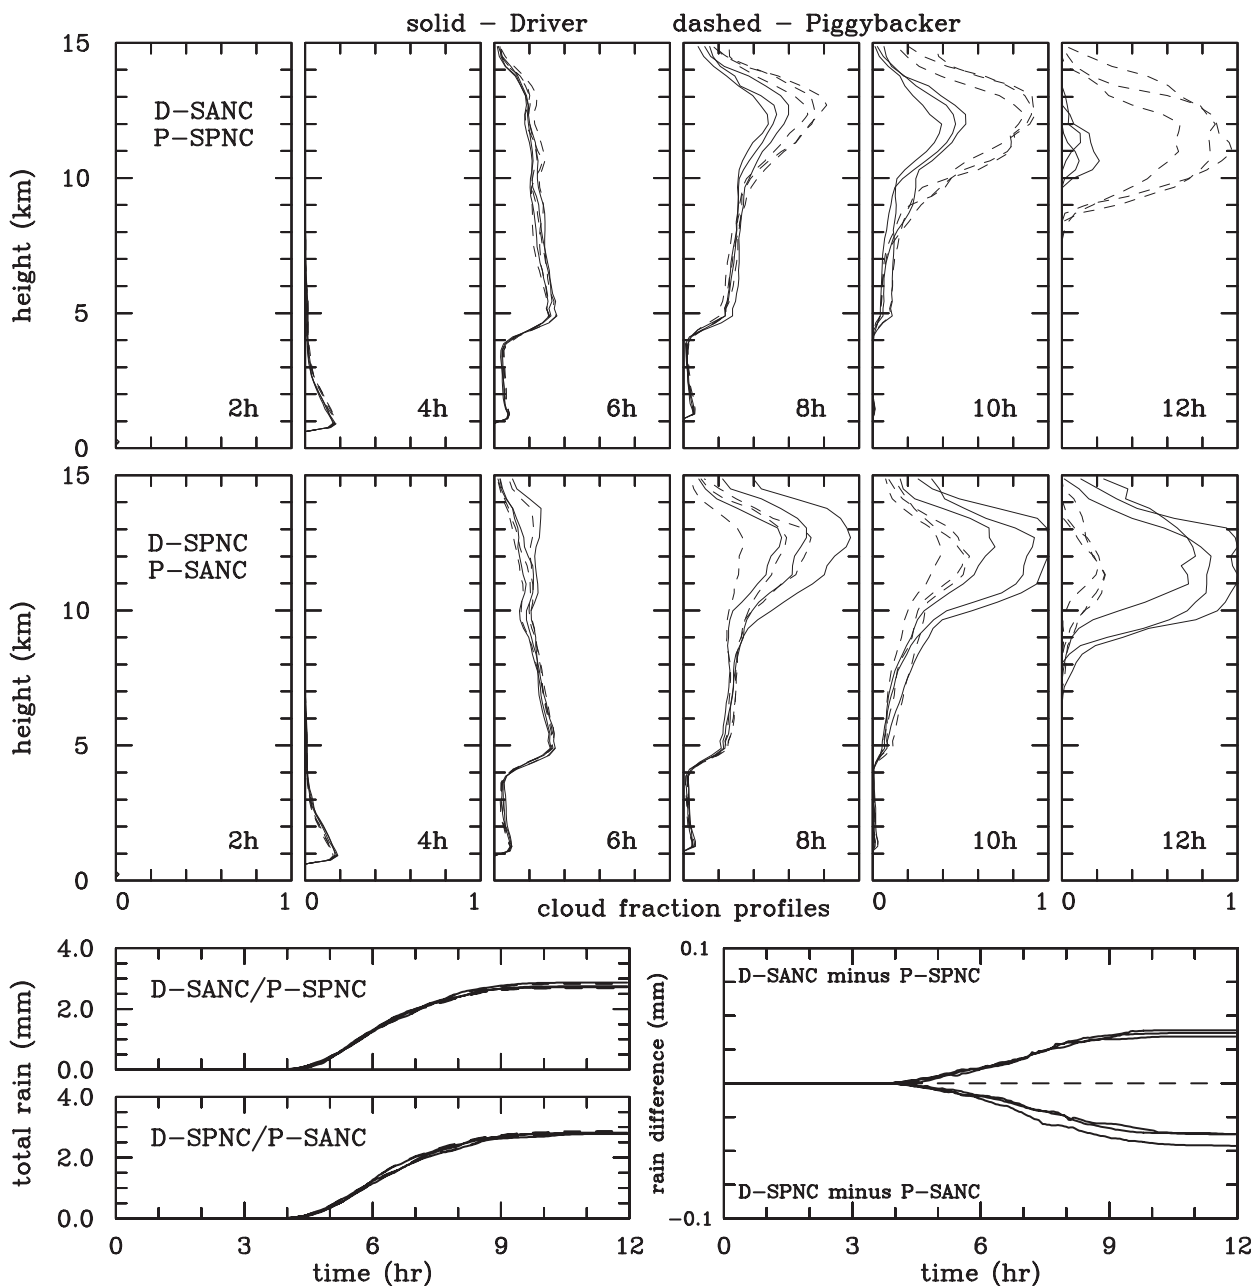 solid – Driver dashed – Piggybacker
15
10
5
0
height (km)
D-SANC
P-SPNC
2h 4h 6h 8h 10h 12h
15
10
5
0
height (km)
D-SPNC
P-SANC
2h 4h 6h 8h 10h 12h
0 1 0 1 0 1 0 1
cloud fraction profiles
4.0
2.0
0.0
D-SANC/P-SPNC
4.0
2.0
0.0
D-SPNC/P-SANC
total rain (mm)
0 3 6 9 12
time (hr)
0.1
-0.1
rain difference (mm)
D-SANC minus P-SPNC
D-SPNC minus P-SANC
0 3 6 9 12
time (hr)